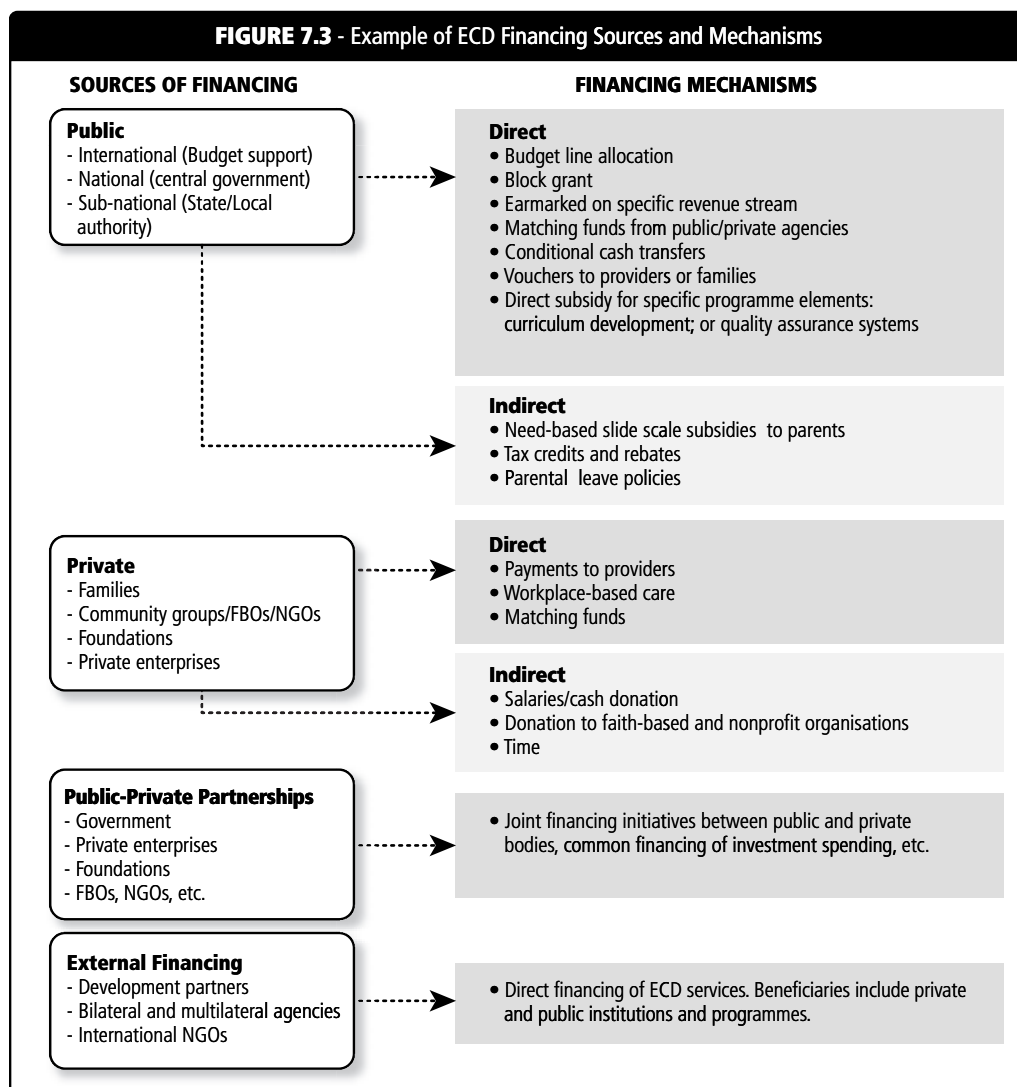 FIGURE 7.3 - Example of ECD Financing Sources and Mechanisms
SOURCES OF FINANCING
FINANCING MECHANISMS
Public
- International (Budget support)
- National (central government)
- Sub-national (State/Local
authority)
Direct
• Budget line allocation
• Block grant
• Earmarked on specific revenue stream
• Matching funds from public/private agencies
• Conditional cash transfers
• Vouchers to providers or families
• Direct subsidy for specific programme elements:
curriculum development; or quality assurance systems
Indirect
• Need-based slide scale subsidies to parents
• Tax credits and rebates
• Parental leave policies
Private
- Families
- Community groups/FBOs/NGOs
- Foundations
- Private enterprises
Direct
• Payments to providers
• Workplace-based care
• Matching funds
Indirect
• Salaries/cash donation
• Donation to faith-based and nonprofit organisations
• Time
Public-Private Partnerships
- Government
- Private enterprises
- Foundations
- FBOs, NGOs, etc.
• Joint financing initiatives between public and private
bodies, common financing of investment spending, etc.
External Financing
- Development partners
- Bilateral and multilateral agencies
- International NGOs
• Direct financing of ECD services. Beneficiaries include private
and public institutions and programmes.